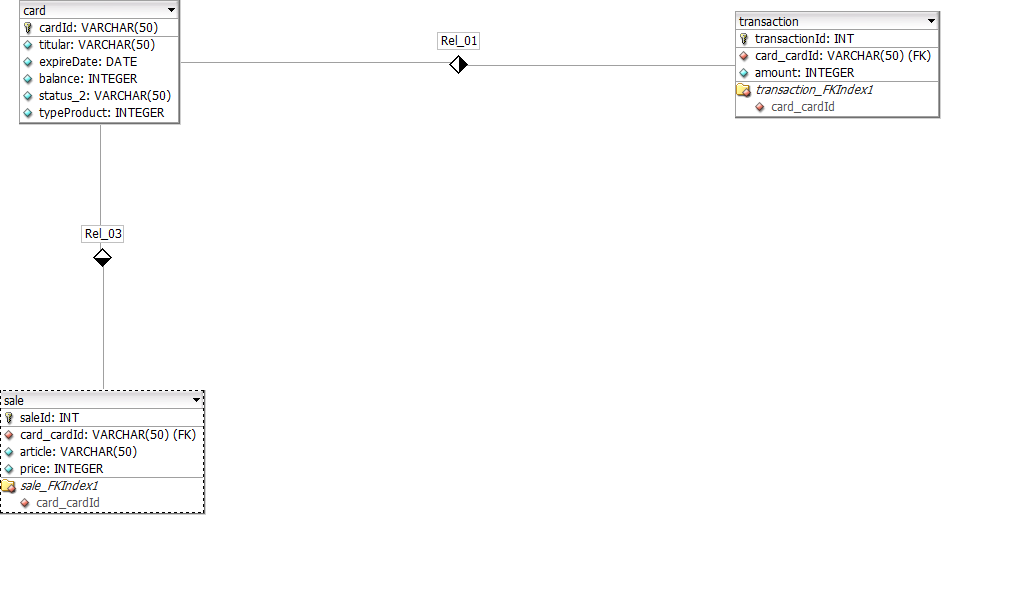 card
cardId: VARCHAR(50)
titular: VARCHAR(50)
expireDate: DATE
balance: INTEGER
status_2: VARCHAR(50)
typeProduct: INTEGER
Rel_01
transaction
transactionId: INT
card_cardId: VARCHAR(50) (FK)
amount: INTEGER
transaction_FKIndex1
card_cardId
Rel_03
sale
saleId: INT
card_cardId: VARCHAR(50) (FK)
article: VARCHAR(50)
price: INTEGER
sale_FKIndex1
card_cardId